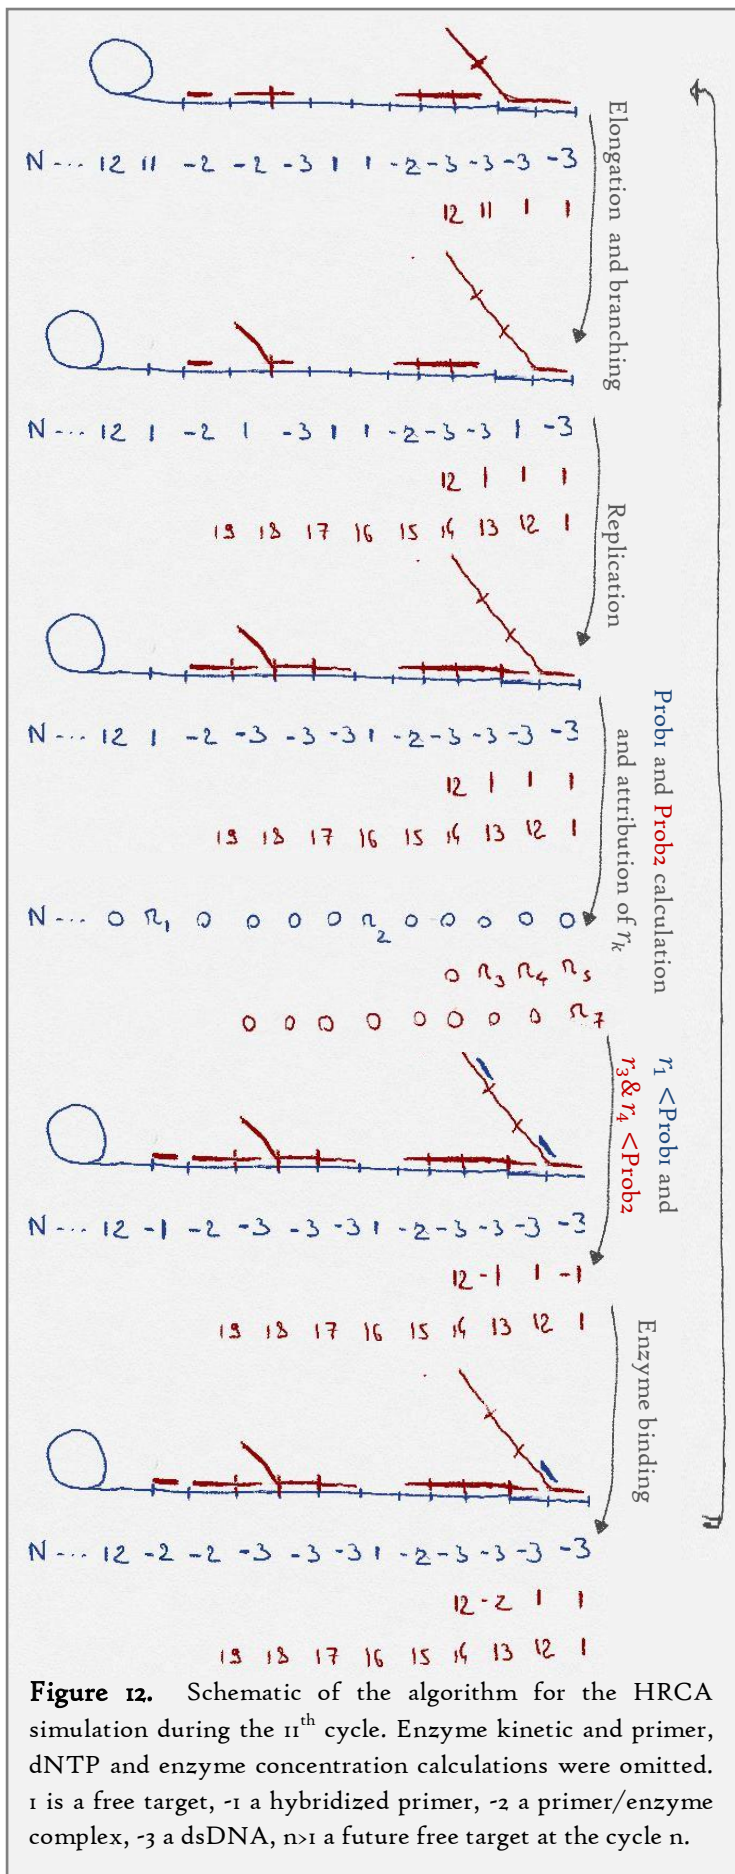 N --- 12 11 -2 -2 -3 1 1 -2 -3 -3 -3 -3
12 11 1 1
Elongation and branching
N --- 12 1 -2 1 -3 1 1 -2 -3 -3 1 -3
12 1 1 1
19 18 17 16 15 14 13 12 1
Replication
N --- 12 1 -2 -3 -3 -3 1 -2 -3 -3 -3 -3
12 1 1 1
19 18 17 16 15 14 13 12 1
Prob1 and Prob2 calculation
and attribution of rk
N --- 0 r1 0 0 0 0 r2 0 0 0 0 0
0 r3 r4 r5
0 0 0 0 0 0 0 0 r7
r1 <Prob1 and
r3 & r4 <Prob2
N --- 12 -1 -2 -3 -3 -3 1 -2 -3 -3 -3 -3
12 -1 1 -1
19 18 17 16 15 14 13 12 1
Enzyme binding
N --- 12 -2 -2 -3 -3 -3 1 -2 -3 -3 -3 -3
12 -2 1 1
19 18 17 16 15 14 13 12 1
Figure 12. Schematic of the algorithm for the HRCA
simulation during the 11th cycle. Enzyme kinetic and primer,
dNTP and enzyme concentration calculations were omitted.
1 is a free target, -1 a hybridized primer, -2 a primer/enzyme
complex, -3 a dsDNA, n>1 a future free target at the cycle n.